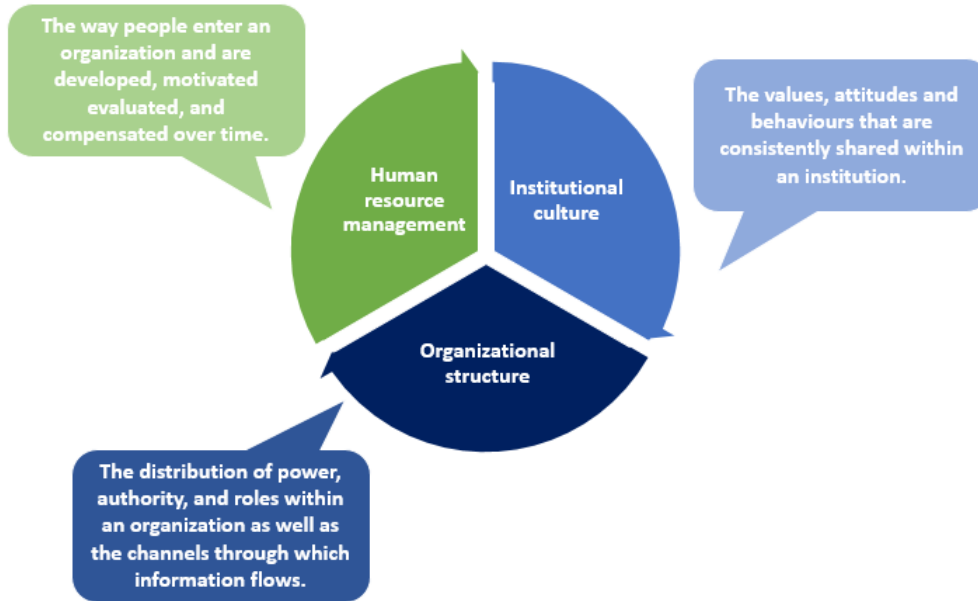 The way people enter an
organization and are
developed, motivated
evaluated, and
compensated over time.
Human
resource
management
Institutional
culture
The values, attitudes and
behaviours that are
consistently shared within
an institution.
Organizational
structure
The distribution of power,
authority, and roles within
an organization as well as
the channels through which
information flows.